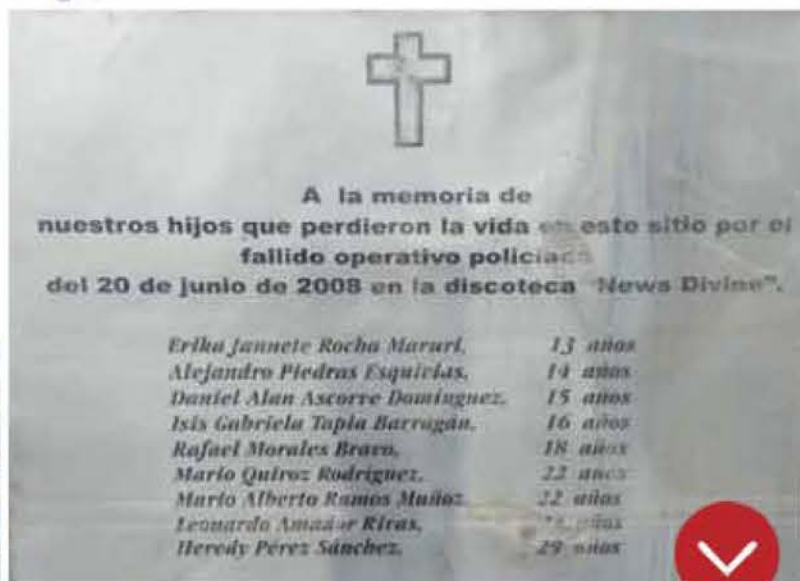 A la memoria de
nuestros hijos que perdieron la vida en este sitio por el
fallido operativo policiaco
del 20 de junio de 2008 en la discoteca "News Divine".
Erika Jannete Rocha Maruri, 13 años
Alejandro Piedras Esquivias, 14 años
Daniel Alan Ascorve Domínguez, 15 años
Isis Gabriela Tapia Barragán, 16 años
Rafael Morales Bravo, 18 años
Mario Quiroz Rodríguez, 22 años
Mario Alberto Ramos Muñoz 22 años
Leonardo Amador Rivas, años
Heredy Pérez Sánchez, 29 años